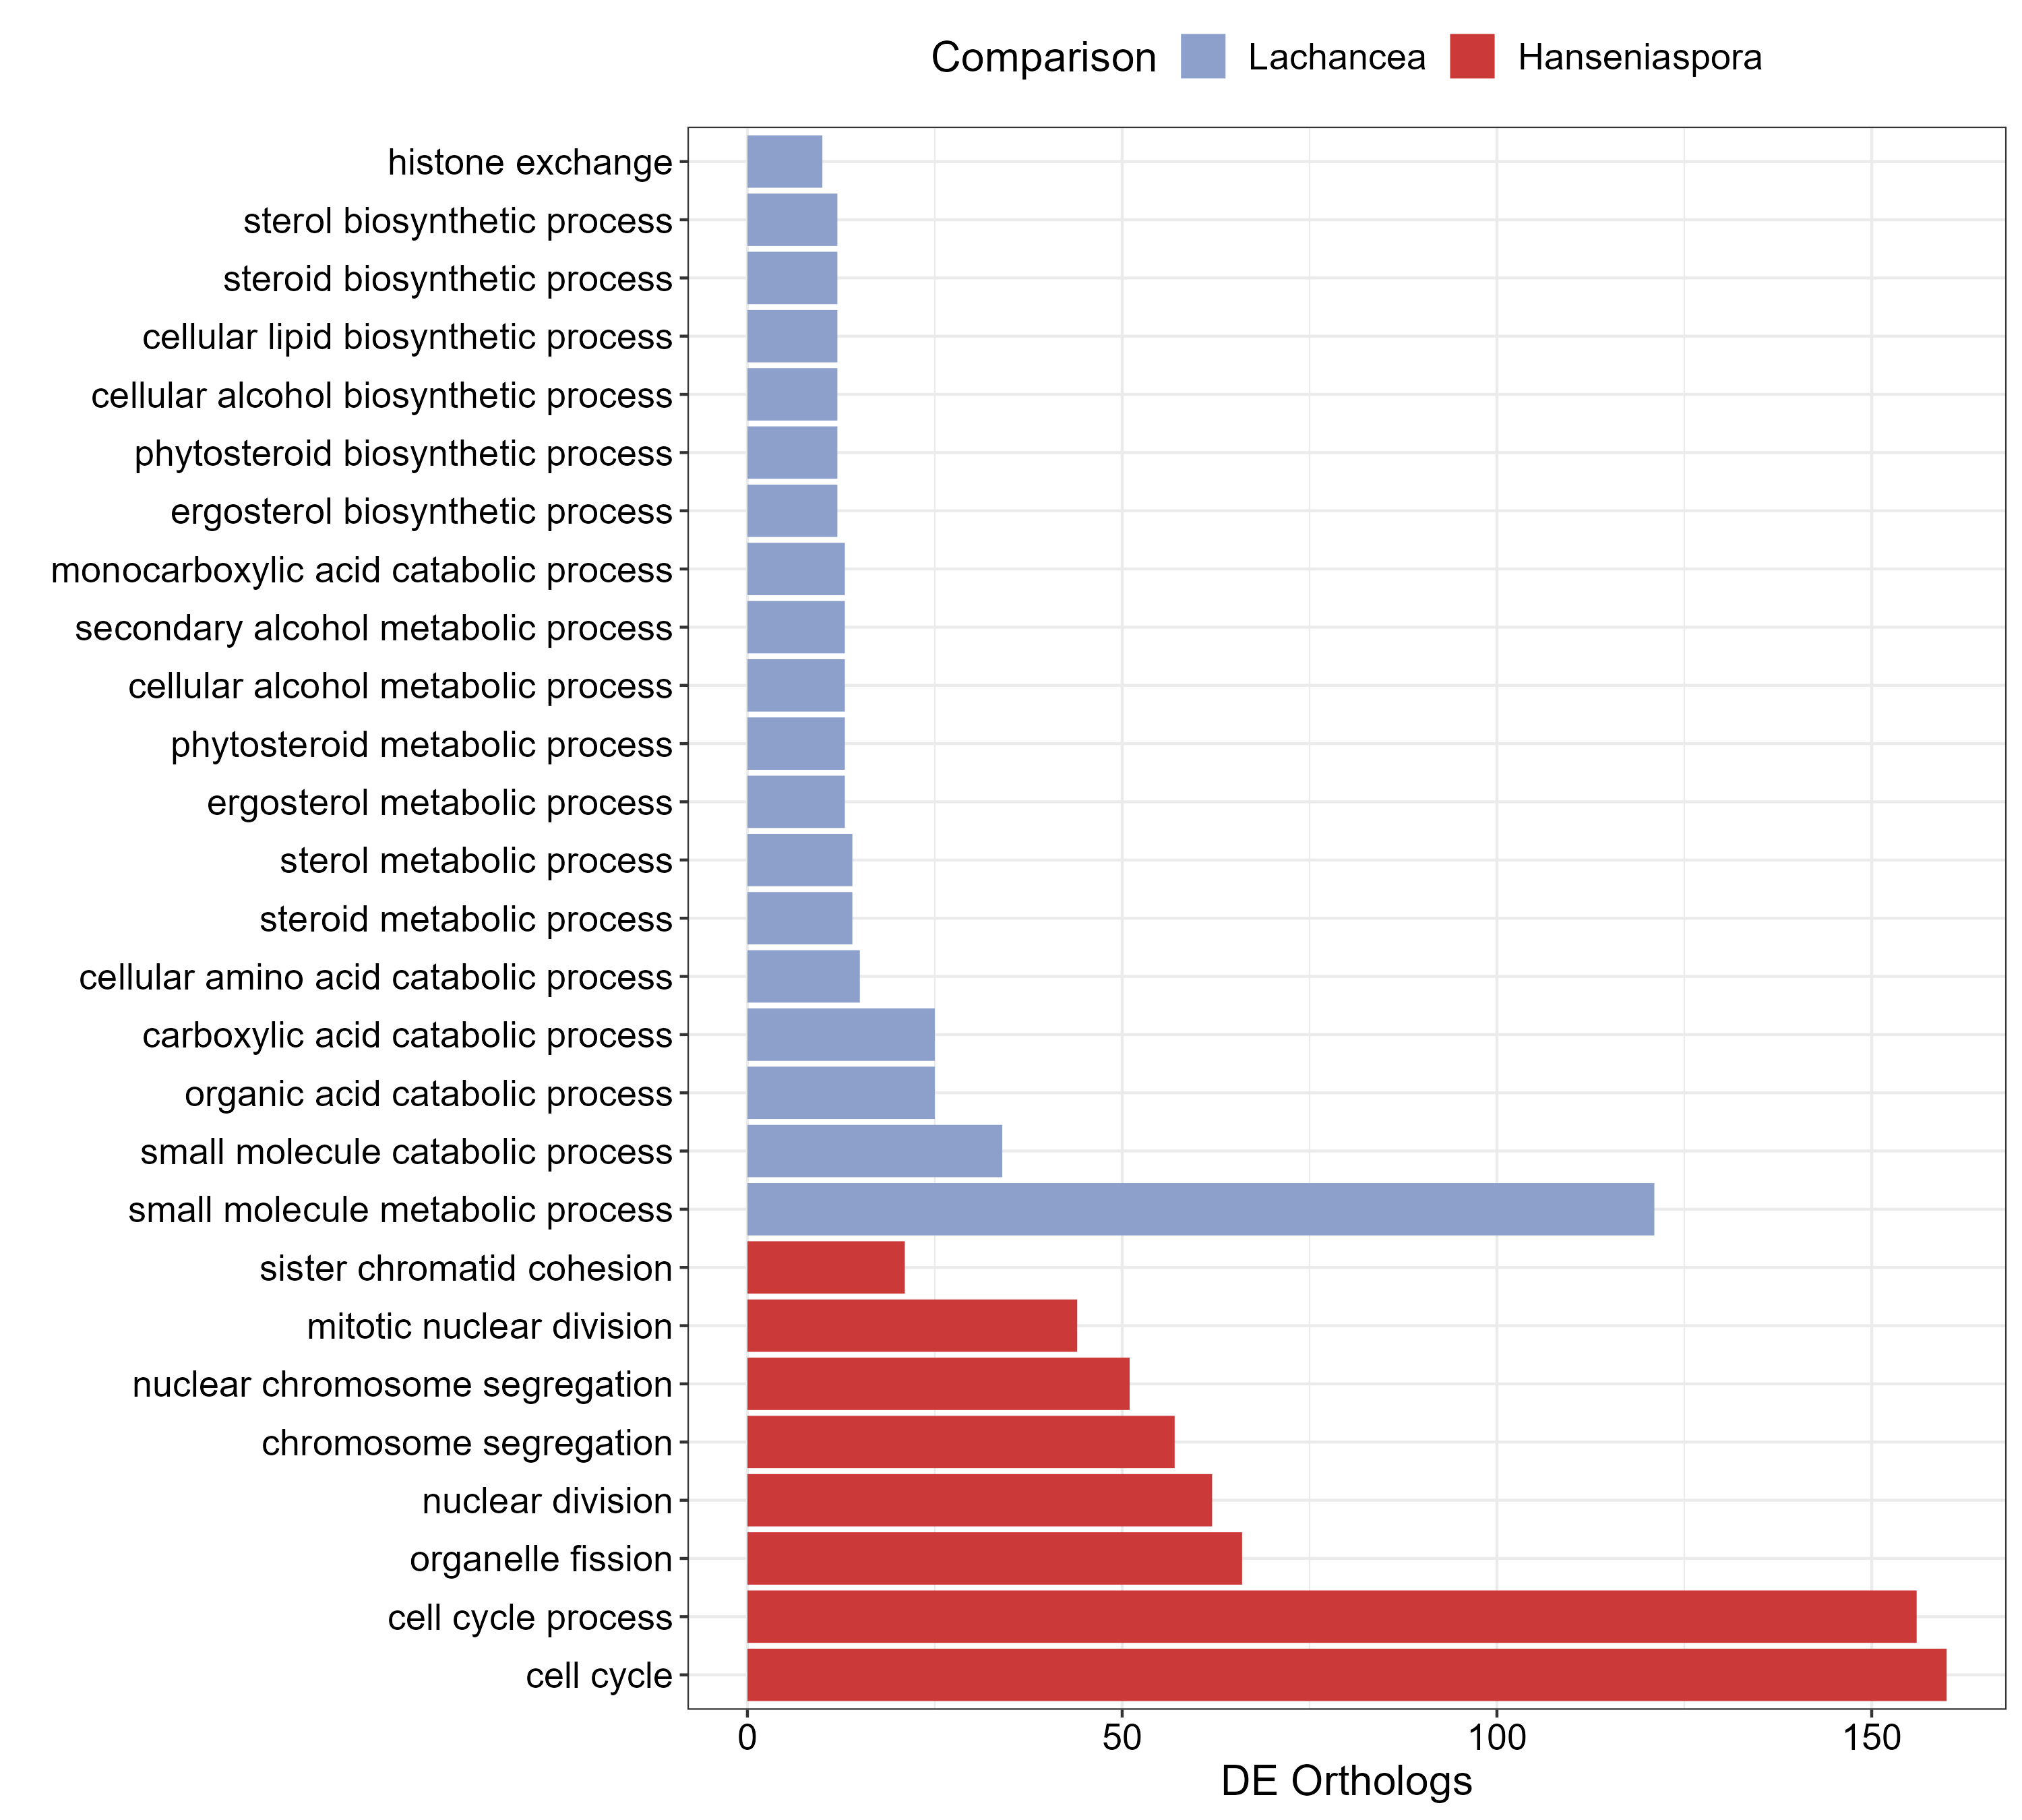 Comparison Lachancea Hanseniaspora
histone exchange
sterol biosynthetic process
steroid biosynthetic process
cellular lipid biosynthetic process
cellular alcohol biosynthetic process
phytosteroid biosynthetic process
ergosterol biosynthetic process
monocarboxylic acid catabolic process
secondary alcohol metabolic process
cellular alcohol metabolic process
phytosteroid metabolic process
ergosterol metabolic process
sterol metabolic process
steroid metabolic process
cellular amino acid catabolic process
carboxylic acid catabolic process
organic acid catabolic process
small molecule catabolic process
small molecule metabolic process
sister chromatid cohesion
mitotic nuclear division
nuclear chromosome segregation
chromosome segregation
nuclear division
organelle fission
cell cycle process
cell cycle
0 50 100 150
DE Orthologs